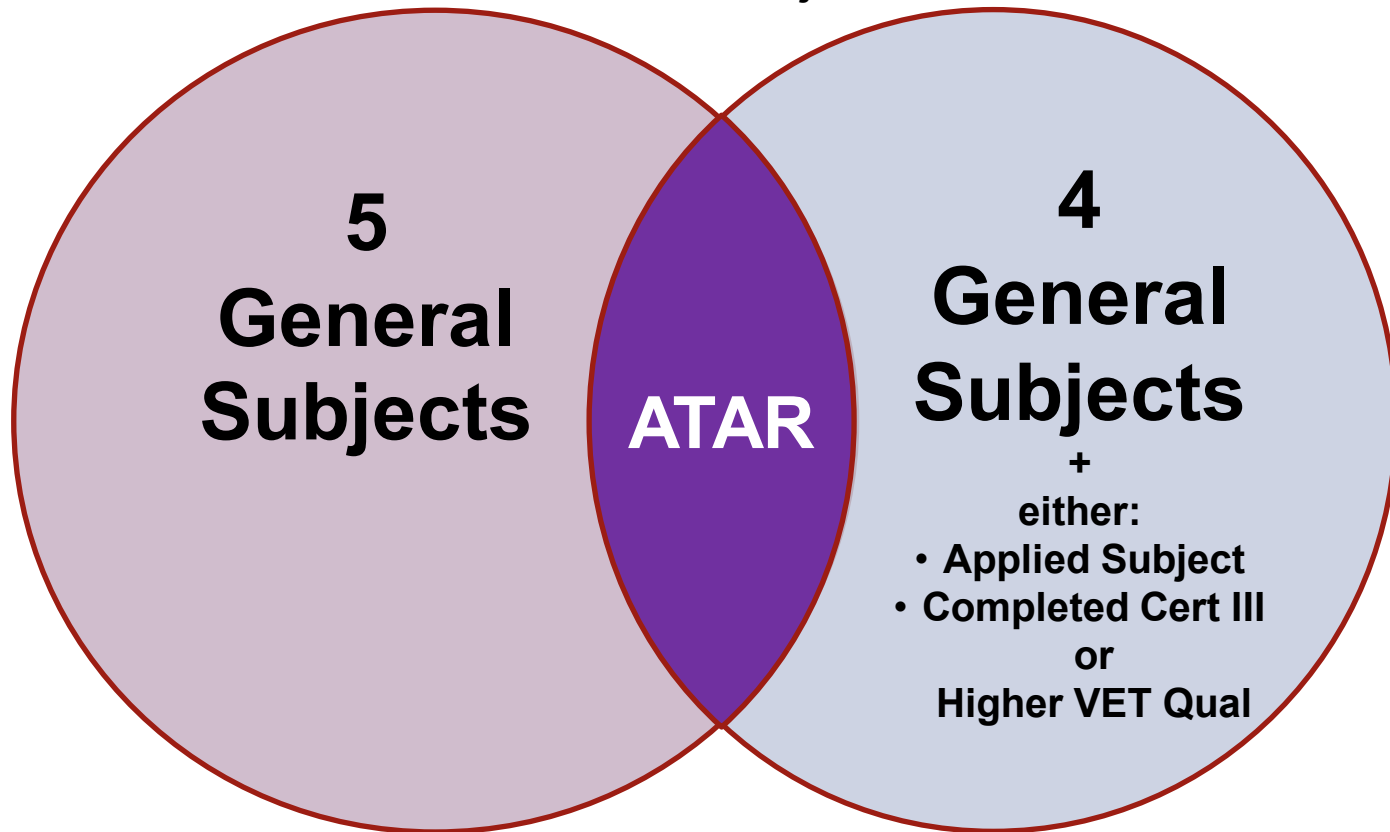 5
General
Subjects
ATAR
4
General
Subjects
+
either:
• Applied Subject
• Completed Cert III
or
Higher VET Qual